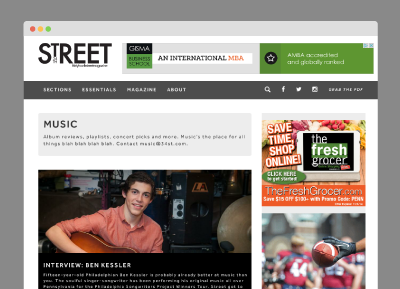 STREET
GISMA
BUSINESS
SCHOOL
AN INTERNATIONAL MBA
AMBA accredited
and globally ranked
SECTIONS ESSENTIALS MAGAZINE ABOUT
GRAB THE PDF
MUSIC
Album reviews, playlists, concert picks and more. Music's the place for all
things blah blah blah blah. Contact music@34st.com.
SAVE
TIME,
SHOP
ONLINE!
the
fresh
grocer
CLICK HERE
to get started!
TheFreshGrocer.com
Save $15 OFF $100+ with Promo Code: PENN
INTERVIEW: BEN KESSLER
Fifteen-year-old Philadelphian Ben Kessler is probably already better at music than
you. The soulful singer-songwriter has been performing his original music all over
Pennsylvania for the Philadelphia Songwriters Project Winners Tour. Street got to